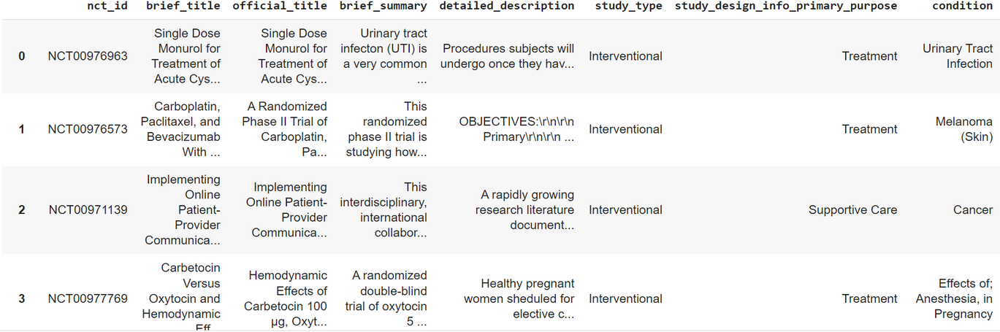 nct_id brief_title official_title brief_summary detailed_description study_type study_design_info_primary_purpose condition
Single Dose Single Dose Urinary tract
Monurol for Monurol for infecton (UTI) is Procedures subjects will Urinary Tract
0 NCT00976963 Treatment of Treatment of a very common undergo once they hav... Interventional Treatment Infection
Acute Cys... Acute Cys... ...
Carboplatin, A Randomized This
Paclitaxel, and Phase II Trial of randomized OBJECTIVES:\r\n\r\n Melanoma
1 NCT00976573 Bevacizumab Carboplatin, phase II trial is Primary\r\n\r\n ... Interventional Treatment (Skin)
With ... Pa... studying how...
Implementing
Online Implementing This A rapidly growing
2 NCT00971139 Patient- Online Patient- interdisciplinary, research literature Interventional Supportive Care Cancer
Provider Provider international document...
Communica... Communica... collabor...
Carbetocin
Versus Hemodynamic A randomized Healthy pregnant Effects of;
3 NCT00977769 Oxytocin and Effects of double-blind women sheduled for Interventional Treatment Anesthesia, in
Hemodynamic Carbetocin 100 trial of oxytocin elective c... Pregnancy
Eff... µg, Oxyt... 5 ...